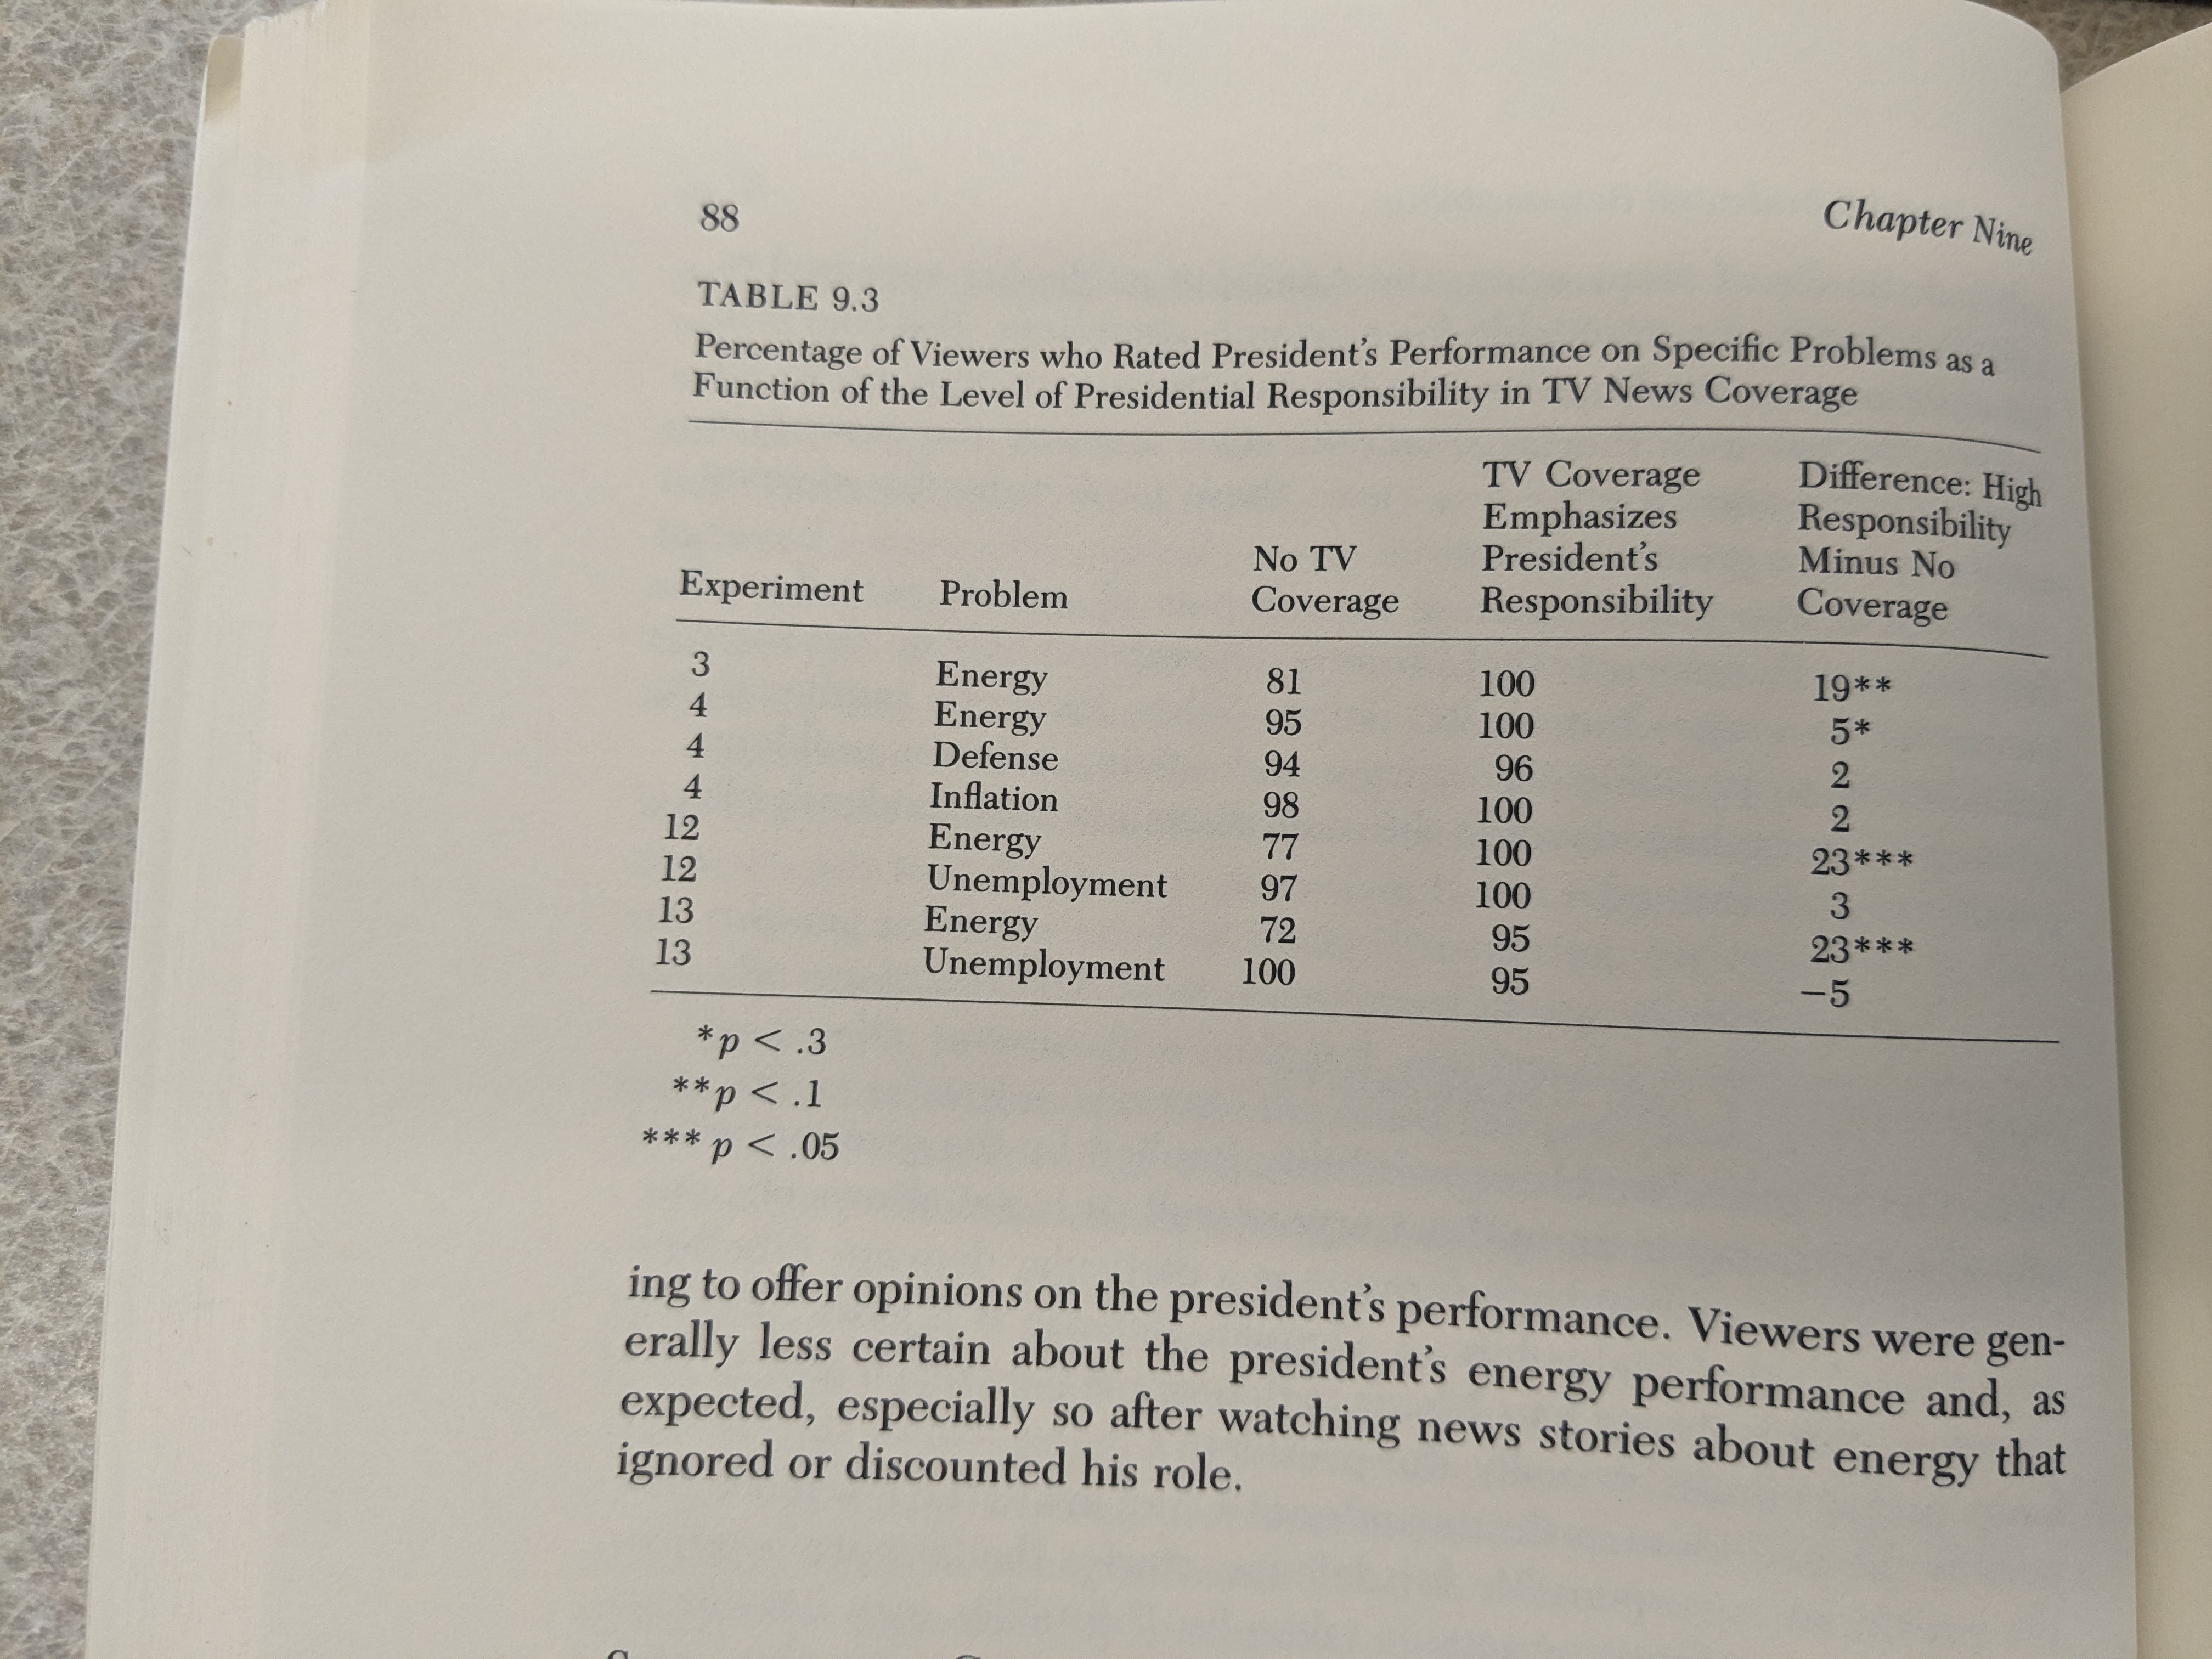 88 Chapter Nine
TABLE 9.3
Percentage of Viewers who Rated President's Performance on Specific Problems as a
Function of the Level of Presidential Responsibility in TV News Coverage
Experiment Problem No TV Coverage TV Coverage Emphasizes President's Responsibility Difference: High Responsibility Minus No Coverage
3 Energy 81 100 19**
4 Energy 95 100 5*
4 Defense 94 96 2
4 Inflation 98 100 2
12 Energy 77 100 23***
12 Unemployment 97 100 3
13 Energy 72 95 23***
13 Unemployment 100 95 −5
*p < .3
**p < .1
***p < .05
ing to offer opinions on the president's performance. Viewers were gen-
erally less certain about the president's energy performance and, as
expected, especially so after watching news stories about energy that
ignored or discounted his role.